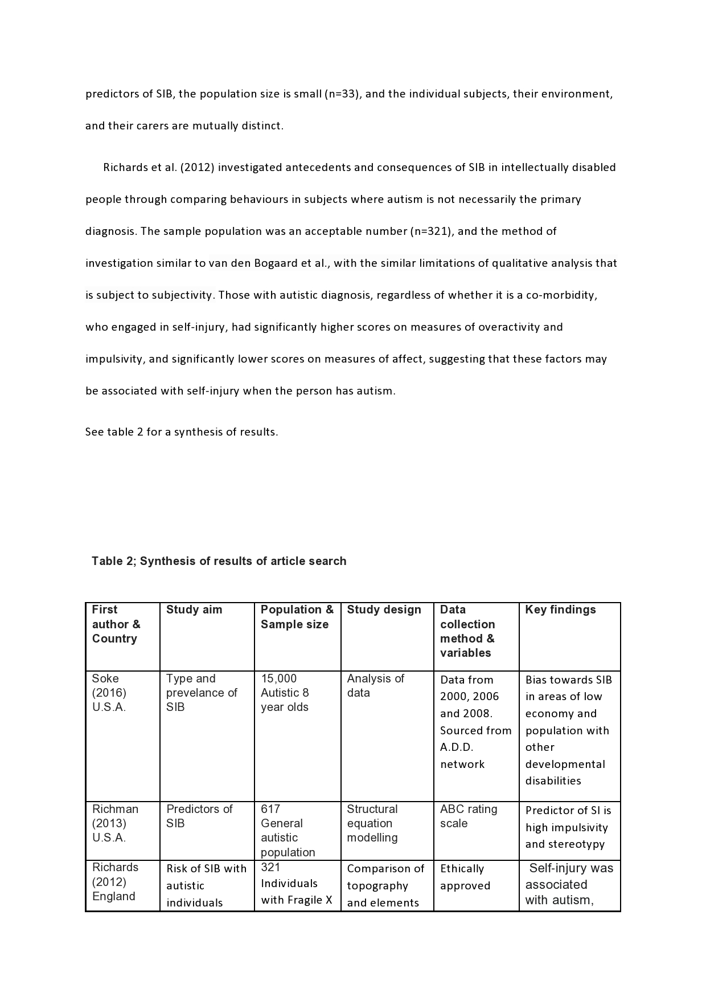 predictors of SIB, the population size is small (n=33), and the individual subjects, their environment,
and their carers are mutually distinct.
Richards et al. (2012) investigated antecedents and consequences of SIB in intellectually disabled
people through comparing behaviours in subjects where autism is not necessarily the primary
diagnosis. The sample population was an acceptable number (n=321), and the method of
investigation similar to van den Bogaard et al., with the similar limitations of qualitative analysis that
is subject to subjectivity. Those with autistic diagnosis, regardless of whether it is a co-morbidity,
who engaged in self-injury, had significantly higher scores on measures of overactivity and
impulsivity, and significantly lower scores on measures of affect, suggesting that these factors may
be associated with self-injury when the person has autism.
See table 2 for a synthesis of results.
Table 2; Synthesis of results of article search
First
author &
Country
Study aim
Population &
Sample size
Study design
Data
collection
method &
variables
Key findings
Soke
(2016)
U.S.A.
Type and
prevelance of
SIB
15,000
Autistic 8
year olds
Analysis of
data
Data from
2000, 2006
and 2008.
Sourced from
A.D.D.
network
Bias towards SIB
in areas of low
economy and
population with
other
developmental
disabilities
Richman
(2013)
U.S.A.
Predictors of
SIB
617
General
autistic
population
Structural
equation
modelling
ABC rating
scale
Predictor of SI is
high impulsivity
and stereotypy
Richards
(2012)
England
Risk of SIB with
autistic
individuals
321
Individuals
with Fragile X
Comparison of
topography
and elements
Ethically
approved
Self-injury was
associated
with autism,